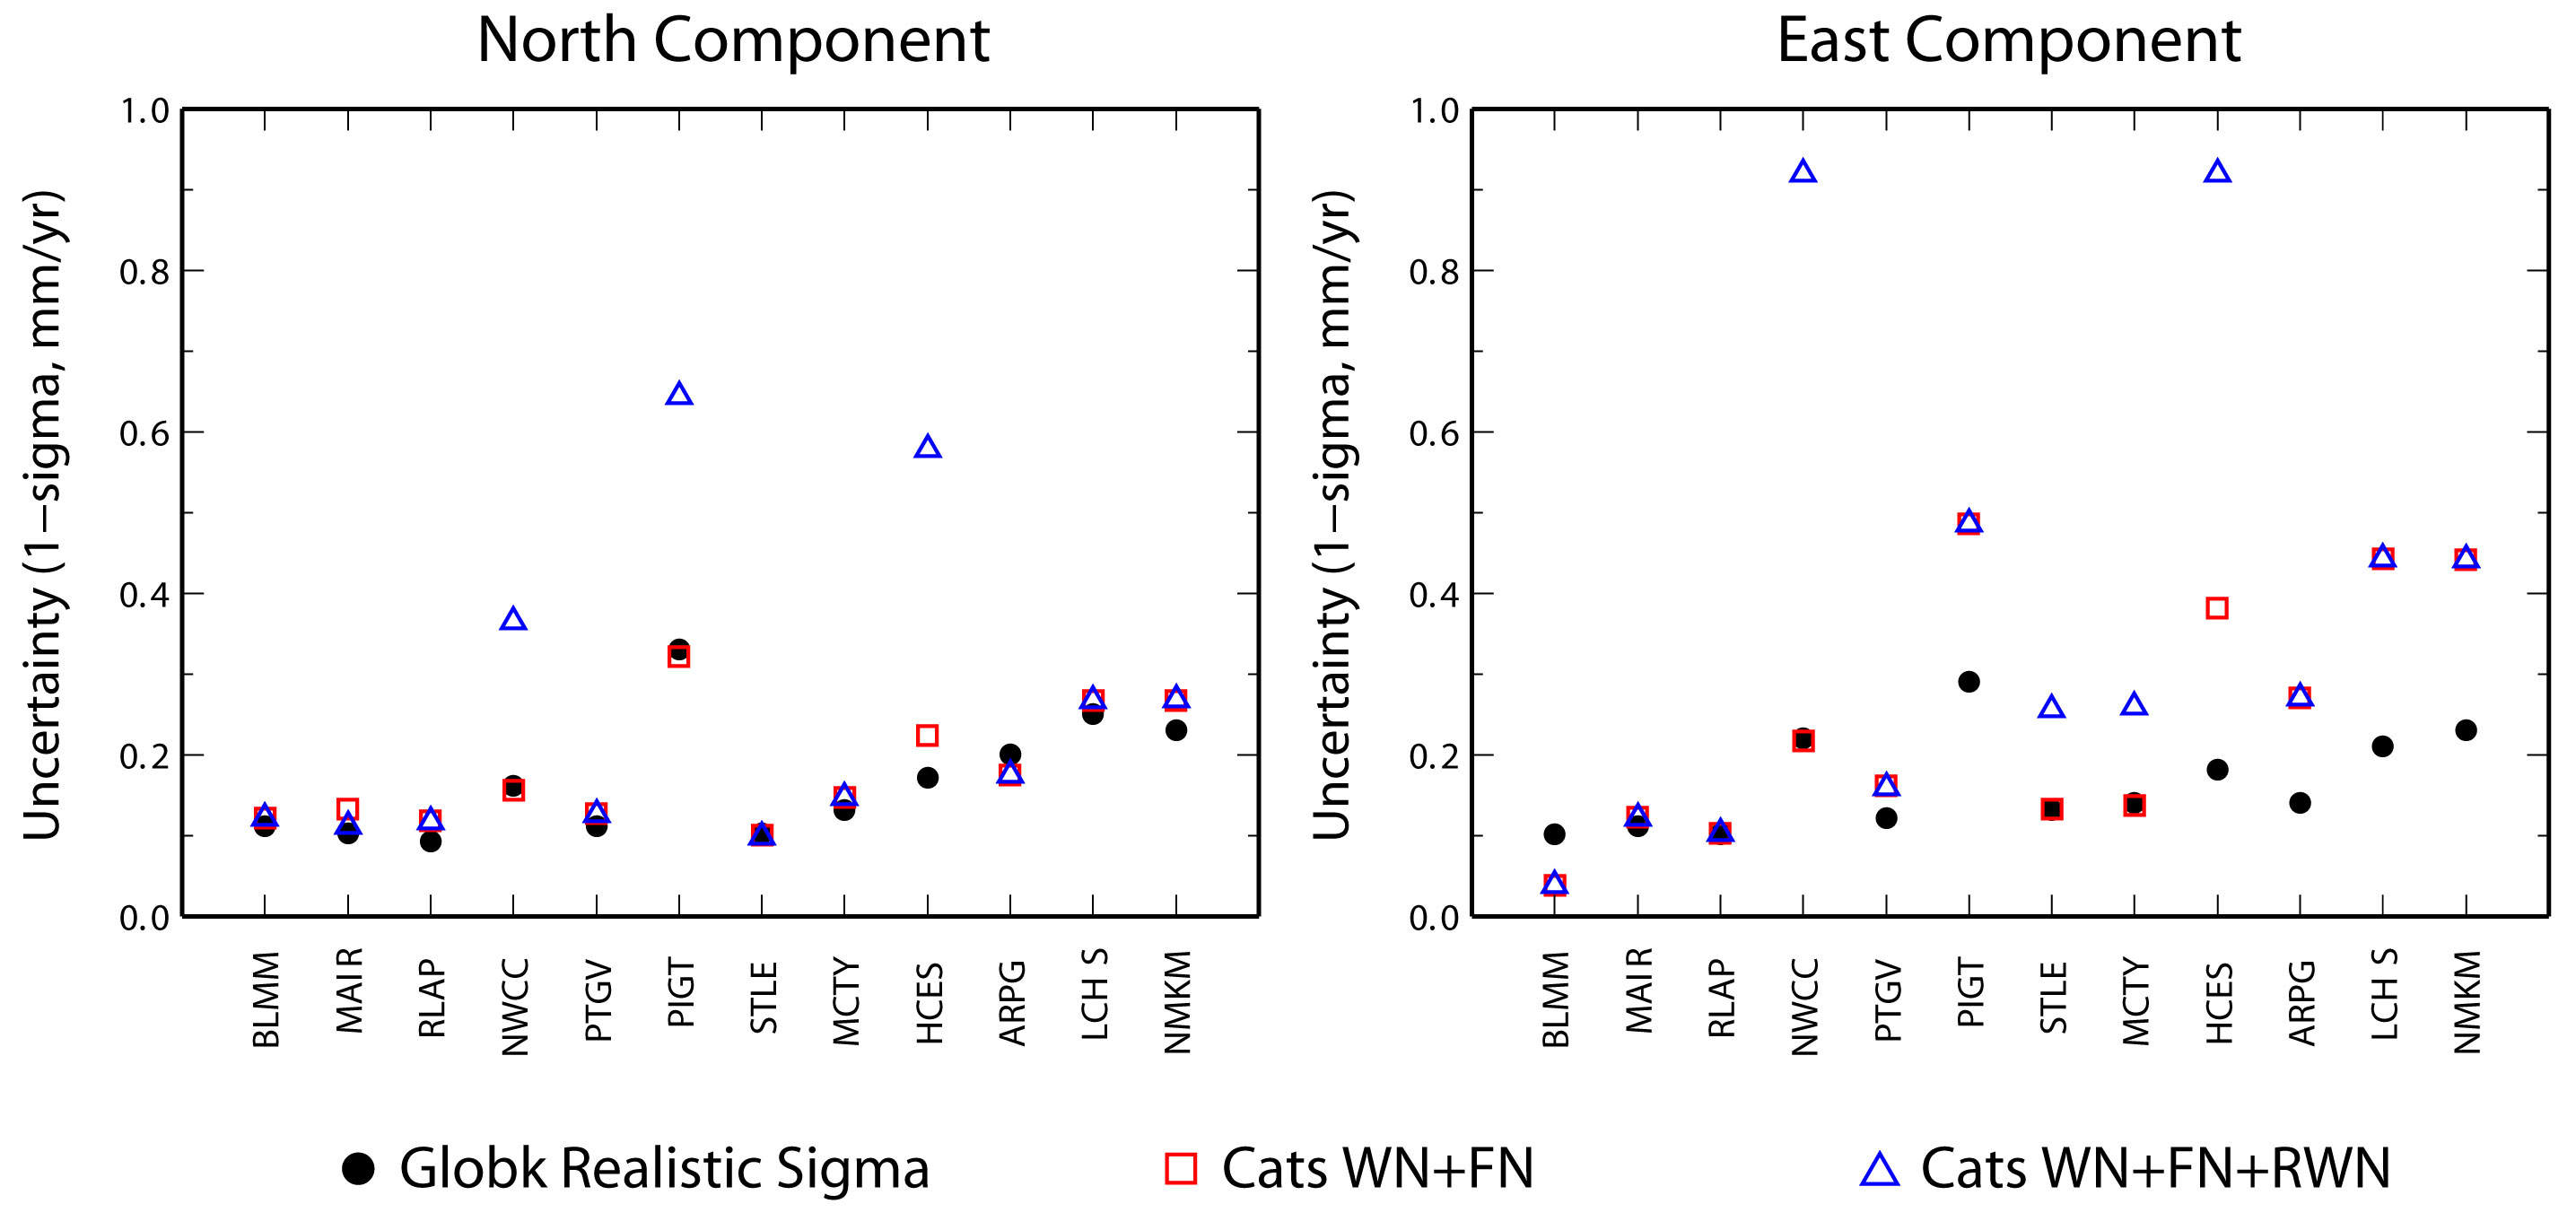 North Component
East Component
Uncertainty (1−sigma, mm/yr)
1.0
0.8
0.6
0.4
0.2
0.0
BLMM
MAIR
RLAP
NWCC
PTGV
PIGT
STLE
MCTY
HCES
ARPG
LCH S
NMKM
Uncertainty (1−sigma, mm/yr)
1.0
0.8
0.6
0.4
0.2
0.0
BLMM
MAIR
RLAP
NWCC
PTGV
PIGT
STLE
MCTY
HCES
ARPG
LCH S
NMKM
Globk Realistic Sigma
Cats WN+FN
Cats WN+FN+RWN